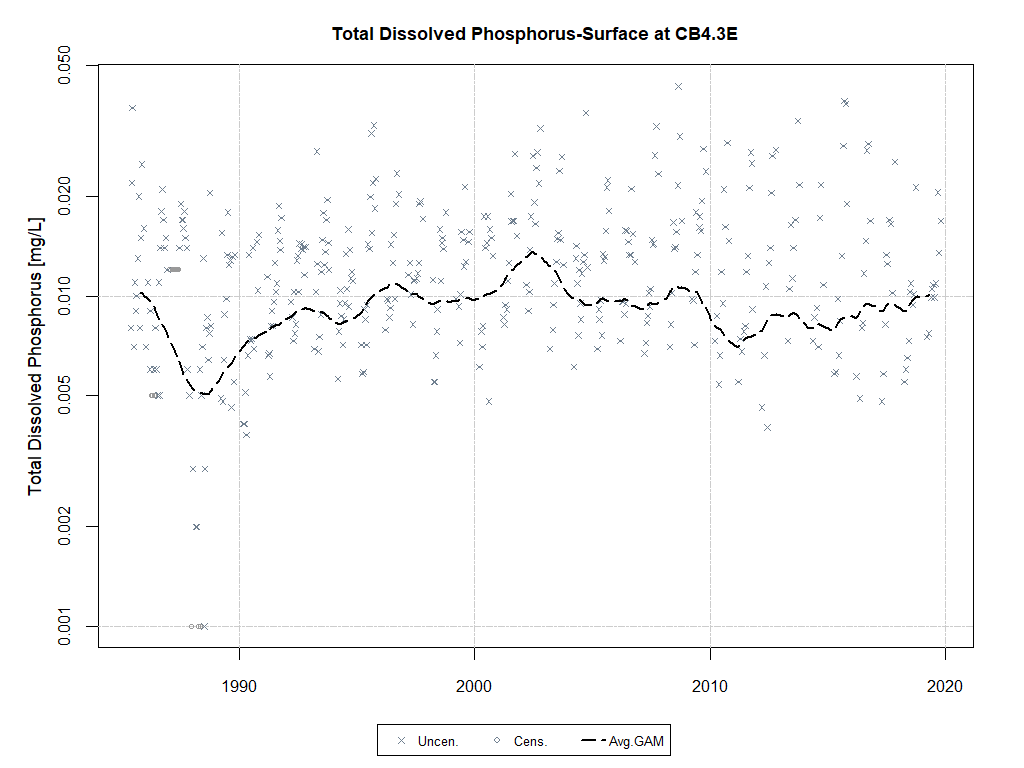 Total Dissolved Phosphorus-Surface at CB4.3E
Total Dissolved Phosphorus [mg/L]
0.050
0.020
0.010
0.005
0.002
0.001
1990 2000 2010 2020
Uncen. Cens. Avg.GAM